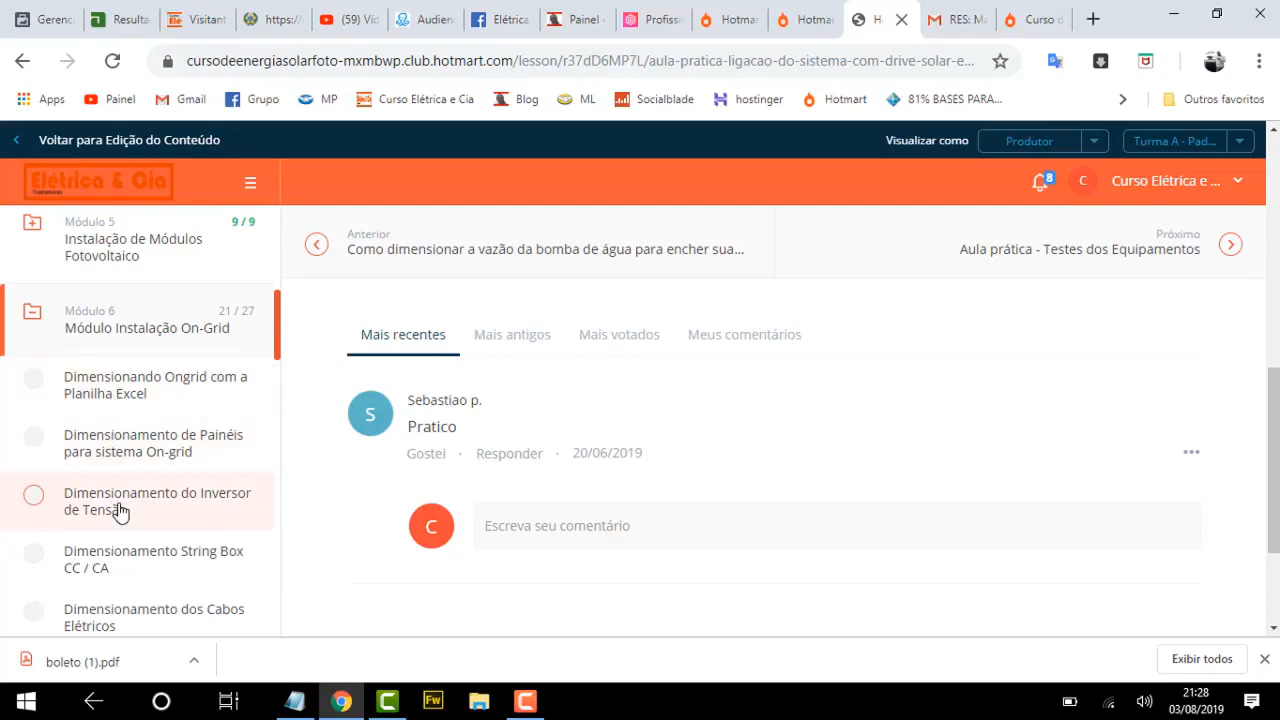 Gerenci
Resultad
Visitant
https:/
(59) Vid
Audien
Elétrica
Painel
Profissi
Hotmar
Hotmar
RES: Ma
Curso d
cursodeenergiasolarfoto-mxmbwp.club.hotmart.com/lesson/r37dD6MP7L/aula-pratica-ligacao-do-sistema-com-drive-solar-e...
Apps Painel Gmail Grupo MP Curso Elétrica e Cia Blog ML Socialblade hostinger Hotmart 81% BASES PARA... Outros favoritos
Voltar para Edição do Conteúdo
Visualizar como Produtor Turma A - Pad...
Elétrica & Cia
8
C Curso Elétrica e ...
Módulo 5 9 / 9
Instalação de Módulos
Fotovoltaico
Módulo 6 21 / 27
Módulo Instalação On-Grid
Dimensionando Ongrid com a
Planilha Excel
Dimensionamento de Painéis
para sistema On-grid
Dimensionamento do Inversor
de Tensão
Dimensionamento String Box
CC / CA
Dimensionamento dos Cabos
Elétricos
Anterior
Como dimensionar a vazão da bomba de água para encher sua...
Próximo
Aula prática - Testes dos Equipamentos
Mais recentes Mais antigos Mais votados Meus comentários
S
Sebastiao p.
Pratico
Gostei · Responder · 20/06/2019
C
Escreva seu comentário
boleto (1).pdf
Exibir todos
Fw
21:28
03/08/2019